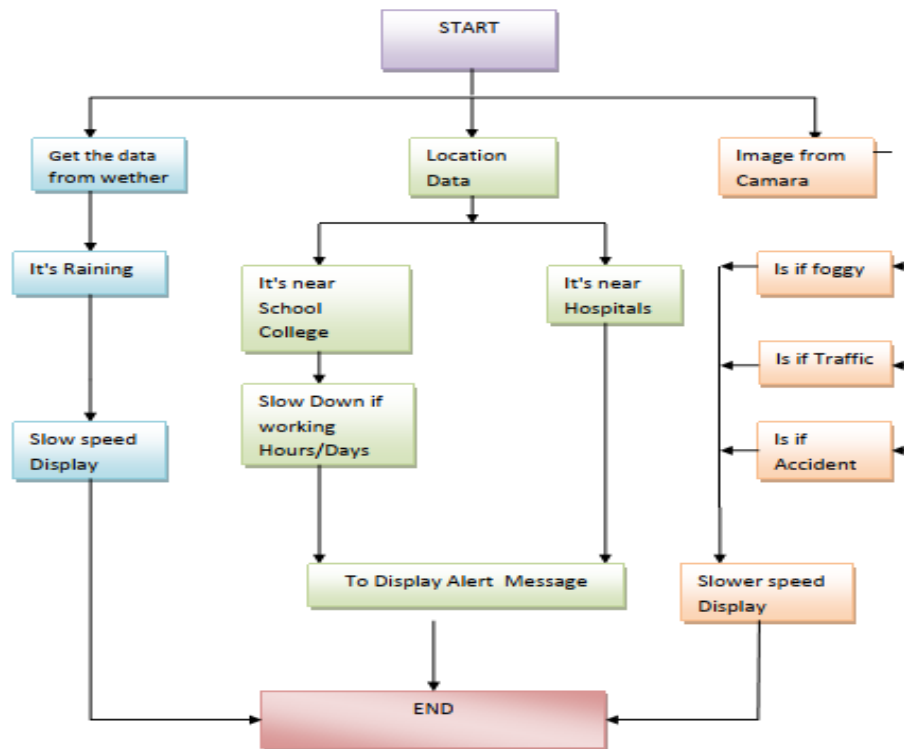 START
Get the data
from wether
Location
Data
Image from
Camara
It's Raining
It's near
School
College
It's near
Hospitals
Is if foggy
Is if Traffic
Slow Down if
working
Hours/Days
Slow speed
Display
Is if
Accident
To Display Alert Message
Slower speed
Display
END